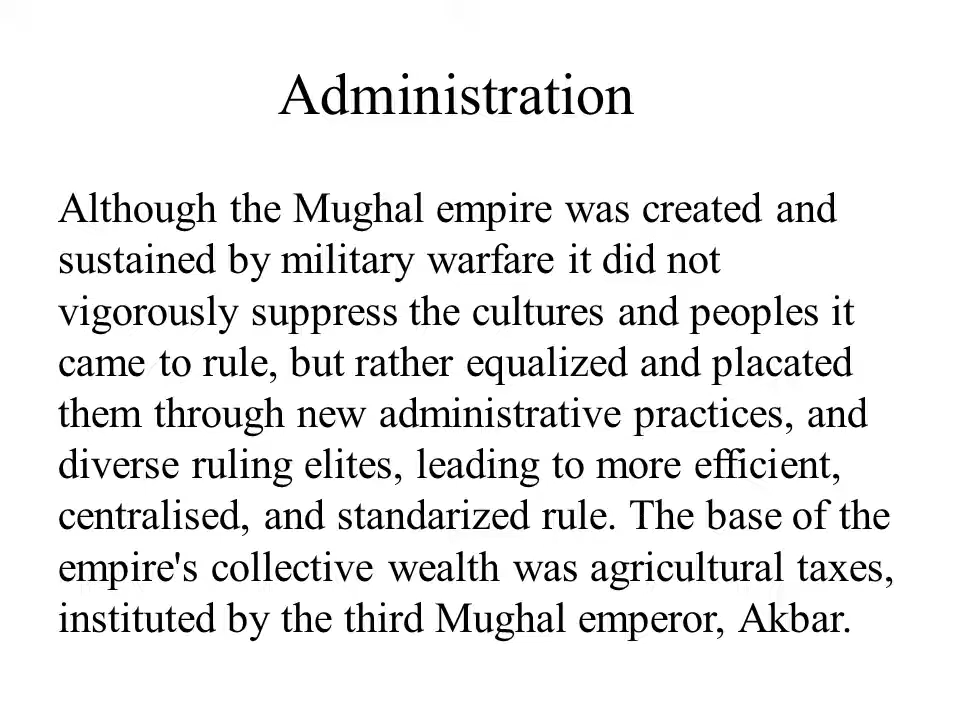 Administration
Although the Mughal empire was created and
sustained by military warfare it did not
vigorously suppress the cultures and peoples it
came to rule, but rather equalized and placated
them through new administrative practices, and
diverse ruling elites, leading to more efficient,
centralised, and standarized rule. The base of the
empire's collective wealth was agricultural taxes,
instituted by the third Mughal emperor, Akbar.